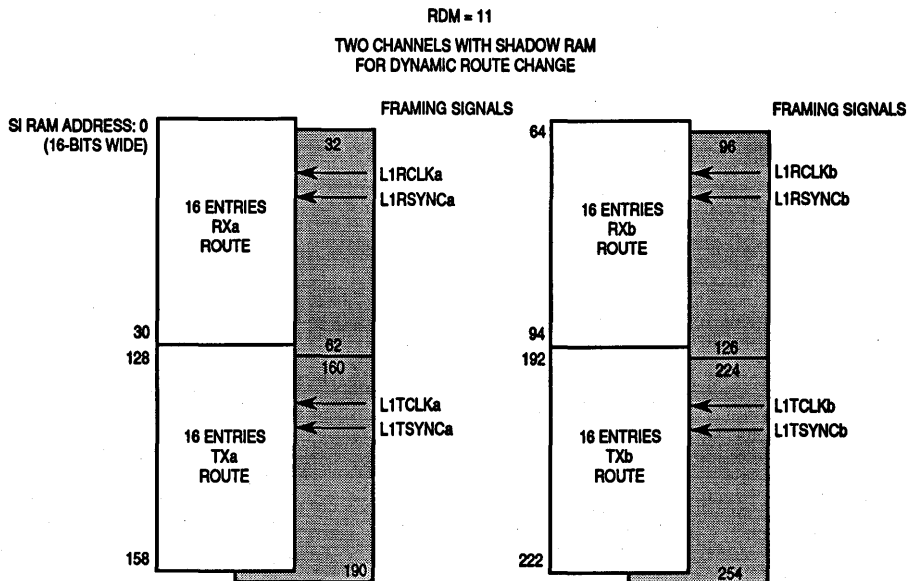 RDM = 11
TWO CHANNELS WITH SHADOW RAM
FOR DYNAMIC ROUTE CHANGE
FRAMING SIGNALS
SI RAM ADDRESS: 0
(16-BITS WIDE)
32
L1RCLKa
L1RSYNCa
16 ENTRIES
RXa
ROUTE
30
62
128
160
L1TCLKa
L1TSYNCa
16 ENTRIES
TXa
ROUTE
158
190
FRAMING SIGNALS
64
96
L1RCLKb
L1RSYNCb
16 ENTRIES
RXb
ROUTE
94
126
192
224
L1TCLKb
L1TSYNCb
16 ENTRIES
TXb
ROUTE
222
254